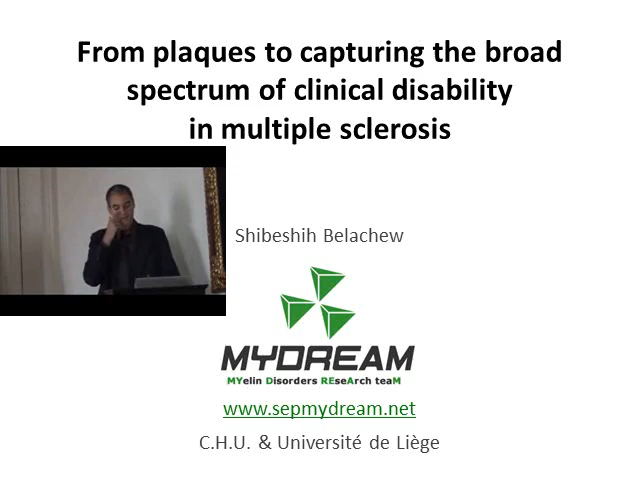 From plaques to capturing the broad
spectrum of clinical disability
in multiple sclerosis
Shibeshih Belachew
MYDREAM
MYelin Disorders REseArch teaM
www.sepmydream.net
C.H.U. & Université de Liège